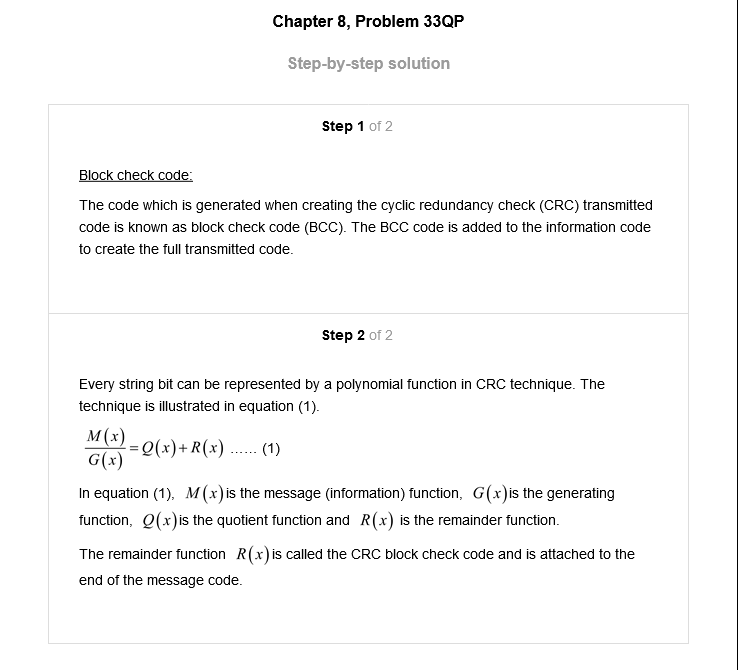 Chapter 8, Problem 33QP
Step-by-step solution
Step 1 of 2
Block check code:
The code which is generated when creating the cyclic redundancy check (CRC) transmitted
code is known as block check code (BCC). The BCC code is added to the information code
to create the full transmitted code.
Step 2 of 2
Every string bit can be represented by a polynomial function in CRC technique. The
technique is illustrated in equation (1).
M(x)/G(x) = Q(x)+R(x) ...... (1)
In equation (1), M(x) is the message (information) function, G(x) is the generating
function, Q(x) is the quotient function and R(x) is the remainder function.
The remainder function R(x) is called the CRC block check code and is attached to the
end of the message code.